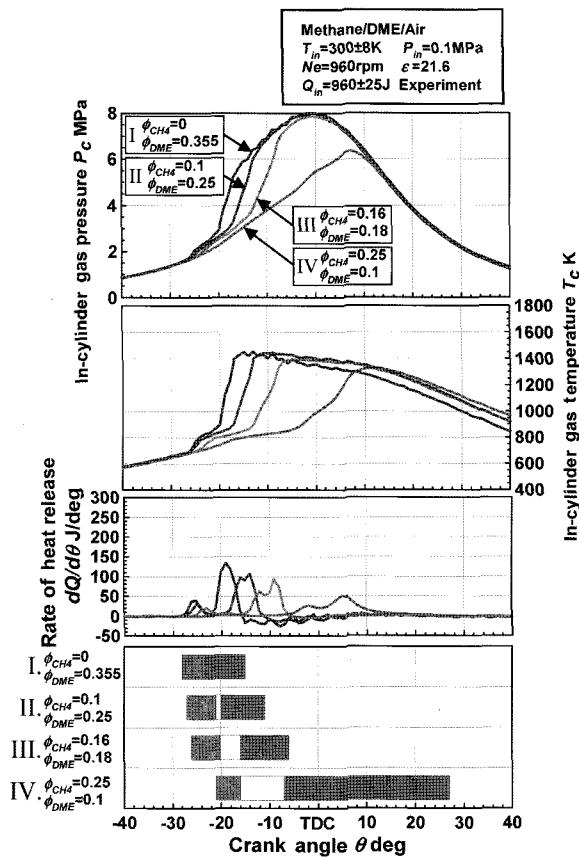 Methane/DME/Air
T_in=300±8K P_in=0.1MPa
Ne=960rpm ε=21.6
Q_in=960±25J Experiment
In-cylinder gas pressure P_C MPa
8
6
4
2
0
I ϕ_CH4=0
ϕ_DME=0.355
II ϕ_CH4=0.1
ϕ_DME=0.25
III ϕ_CH4=0.16
ϕ_DME=0.18
IV ϕ_CH4=0.25
ϕ_DME=0.1
In-cylinder gas temperature T_C K
1800
1600
1400
1200
1000
800
600
400
Rate of heat release
dQ/dθ J/deg
300
250
200
150
100
50
0
-50
I. ϕ_CH4=0
ϕ_DME=0.355
II. ϕ_CH4=0.1
ϕ_DME=0.25
III. ϕ_CH4=0.16
ϕ_DME=0.18
IV. ϕ_CH4=0.25
ϕ_DME=0.1
-40 -30 -20 -10 TDC 10 20 30 40
Crank angle θ deg